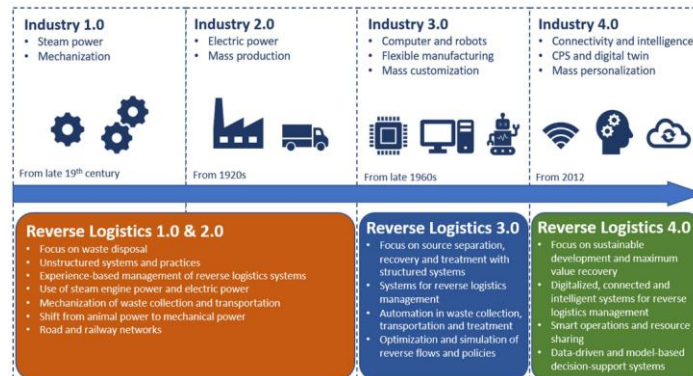 Industry 1.0
• Steam power
• Mechanization
Industry 2.0
• Electric power
• Mass production
Industry 3.0
• Computer and robots
• Flexible manufacturing
• Mass customization
Industry 4.0
• Connectivity and intelligence
• CPS and digital twin
• Mass personalization
From late 19th century
From 1920s
From late 1960s
From 2012
Reverse Logistics 1.0 & 2.0
• Focus on waste disposal
• Unstructured systems and practices
• Experience-based management of reverse logistics systems
• Use of steam engine power and electric power
• Mechanization of waste collection and transportation
• Shift from animal power to mechanical power
• Road and railway networks
Reverse Logistics 3.0
• Focus on source separation,
recovery and treatment with
structured systems
• Systems for reverse logistics
management
• Automation in waste collection,
transportation and treatment
• Optimization and simulation of
reverse flows and policies
Reverse Logistics 4.0
• Focus on sustainable
development and maximum
value recovery
• Digitalized, connected and
intelligent systems for reverse
logistics management
• Smart operations and resource
sharing
• Data-driven and model-based
decision-support systems